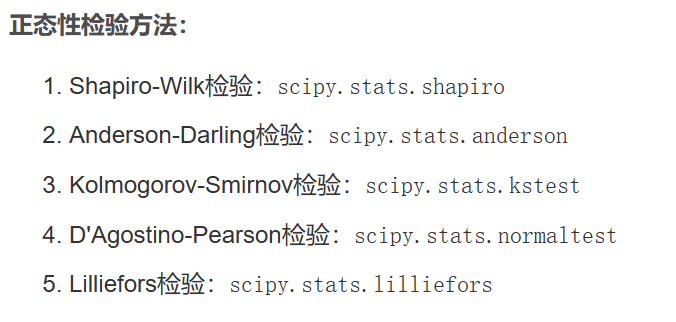 正态性检验方法：
1. Shapiro-Wilk检验：scipy.stats.shapiro
2. Anderson-Darling检验：scipy.stats.anderson
3. Kolmogorov-Smirnov检验：scipy.stats.kstest
4. D'Agostino-Pearson检验：scipy.stats.normaltest
5. Lilliefors检验：scipy.stats.lilliefors